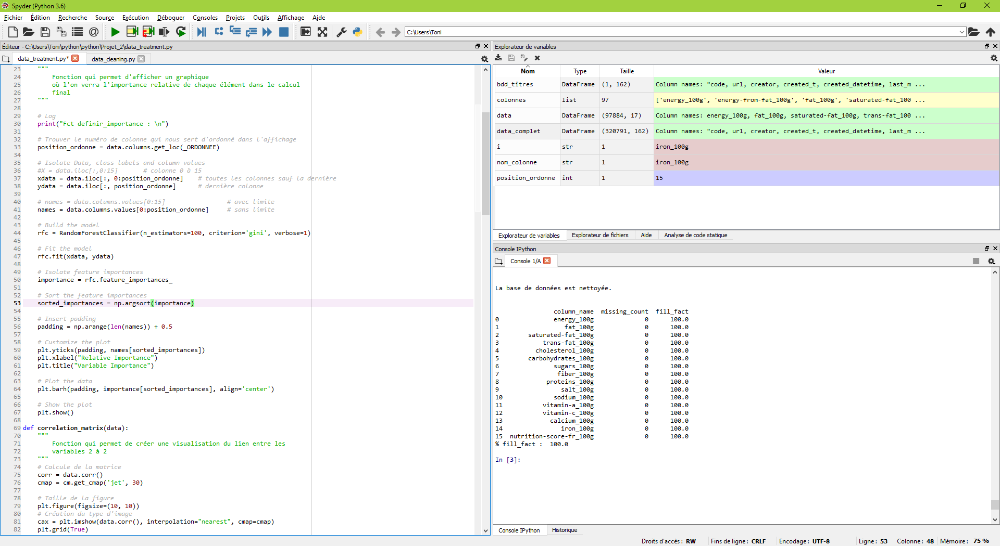 Spyder (Python 3.6)
Fichier Édition Recherche Source Exécution Déboguer Consoles Projets Outils Affichage Aide
C:\Users\Toni
Éditeur - C:\Users\Toni\python\python\Projet_2\data_treatment.py
data_treatment.py* data_cleaning.py
23 """
24 Fonction qui permet d'afficher un graphique
25 où l'on verra l'importance relative de chaque élément dans le calcul
26 final
27 """
28
29 # Log
30 print("Fct definir_importance : \n")
31
32 # Trouver le numéro de colonne qui nous sert d'ordonné dans l'affichage
33 position_ordonne = data.columns.get_loc(_ORDONNEE)
34
35 # Isolate Data, class labels and column values
36 #X = data.iloc[:,0:15] # colonne 0 à 15
37 xdata = data.iloc[:, 0:position_ordonne] # toutes les colonnes sauf la dernière
38 ydata = data.iloc[:, position_ordonne] # dernière colonne
39
40 # names = data.columns.values[0:15] # avec limite
41 names = data.columns.values[0:position_ordonne] # sans limite
42
43 # Build the model
44 rfc = RandomForestClassifier(n_estimators=100, criterion='gini', verbose=1)
45
46 # Fit the model
47 rfc.fit(xdata, ydata)
48
49 # Isolate feature importances
50 importance = rfc.feature_importances_
51
52 # Sort the feature importances
53 sorted_importances = np.argsort(importance)
54
55 # Insert padding
56 padding = np.arange(len(names)) + 0.5
57
58 # Customize the plot
59 plt.yticks(padding, names[sorted_importances])
60 plt.xlabel("Relative Importance")
61 plt.title("Variable Importance")
62
63 # Plot the data
64 plt.barh(padding, importance[sorted_importances], align='center')
65
66 # Show the plot
67 plt.show()
68
69 def correlation_matrix(data):
70 """
71 Fonction qui permet de créer une visualisation du lien entre les
72 variables 2 à 2
73 """
74 # Calcule de la matrice
75 corr = data.corr()
76 cmap = cm.get_cmap('jet', 30)
77
78 # Taille de la figure
79 plt.figure(figsize=(10, 10))
80 # Création du type d'image
81 cax = plt.imshow(data.corr(), interpolation="nearest", cmap=cmap)
82 plt.grid(True)
Explorateur de variables
Nom Type Taille Valeur
bdd_titres DataFrame (1, 162) Column names: "code, url, creator, created_t, created_datetime, last_m ...
colonnes list 97 ['energy_100g', 'energy-from-fat_100g', 'fat_100g', 'saturated-fat_100 ...
data DataFrame (97884, 17) Column names: energy_100g, fat_100g, saturated-fat_100g, trans-fat_100 ...
data_complet DataFrame (320791, 162) Column names: "code, url, creator, created_t, created_datetime, last_m ...
i str 1 iron_100g
nom_colonne str 1 iron_100g
position_ordonne int 1 15
Explorateur de variables Explorateur de fichiers Aide Analyse de code statique
Console IPython
Console 1/A
La base de données est nettoyée.
column_name missing_count fill_fact
0 energy_100g 0 100.0
1 fat_100g 0 100.0
2 saturated-fat_100g 0 100.0
3 trans-fat_100g 0 100.0
4 cholesterol_100g 0 100.0
5 carbohydrates_100g 0 100.0
6 sugars_100g 0 100.0
7 fiber_100g 0 100.0
8 proteins_100g 0 100.0
9 salt_100g 0 100.0
10 sodium_100g 0 100.0
11 vitamin-a_100g 0 100.0
12 vitamin-c_100g 0 100.0
13 calcium_100g 0 100.0
14 iron_100g 0 100.0
15 nutrition-score-fr_100g 0 100.0
% fill_fact : 100.0
In [3]:
Console IPython Historique
Droits d'accès : RW Fins de ligne : CRLF Encodage : UTF-8 Ligne : 53 Colonne : 48 Mémoire : 75 %